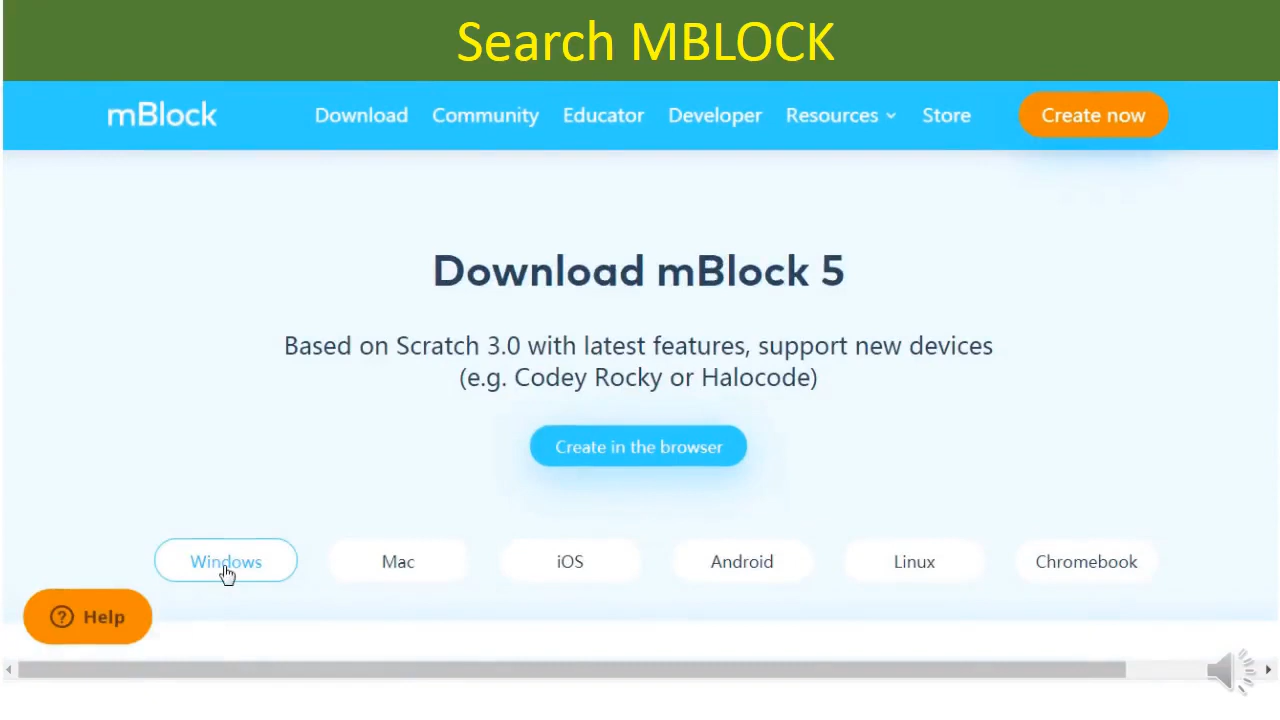 Search MBLOCK
mBlock Download Community Educator Developer Resources Store Create now
Download mBlock 5
Based on Scratch 3.0 with latest features, support new devices
(e.g. Codey Rocky or Halocode)
Create in the browser
Windows Mac iOS Android Linux Chromebook
? Help